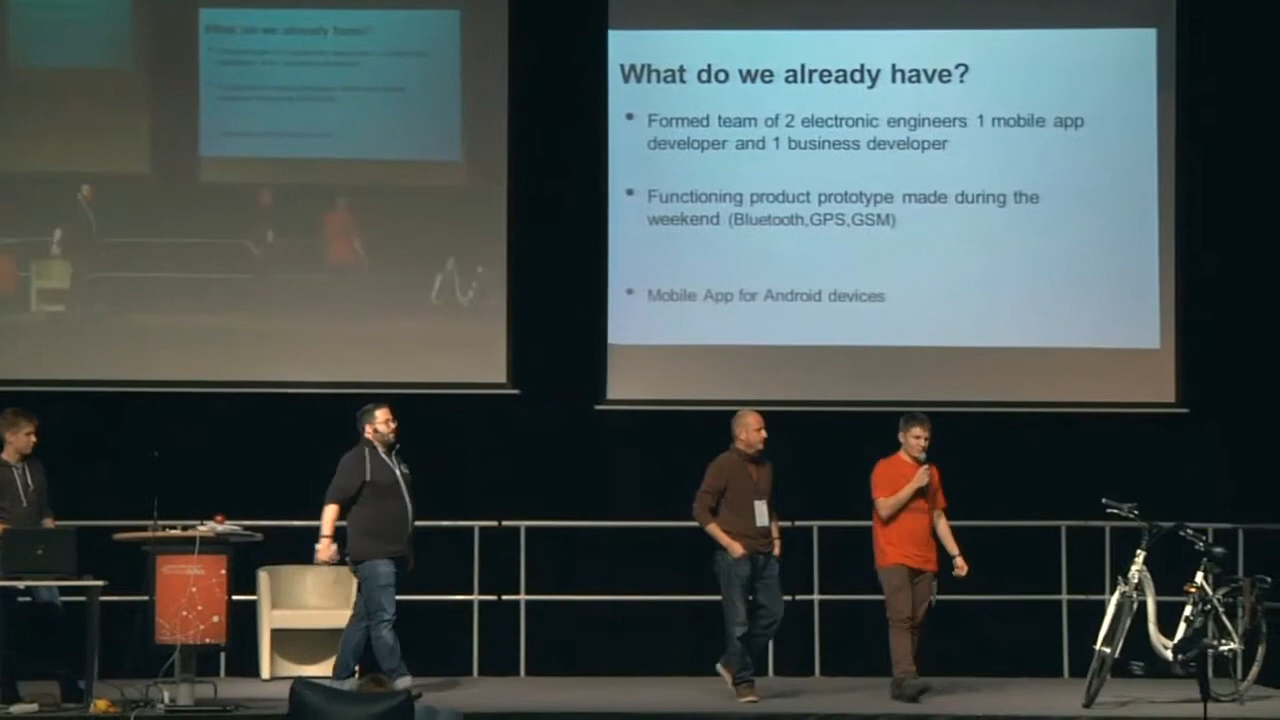 What do we already have?
What do we already have?
• Formed team of 2 electronic engineers 1 mobile app
developer and 1 business developer
• Functioning product prototype made during the
weekend (Bluetooth,GPS,GSM)
• Mobile App for Android devices